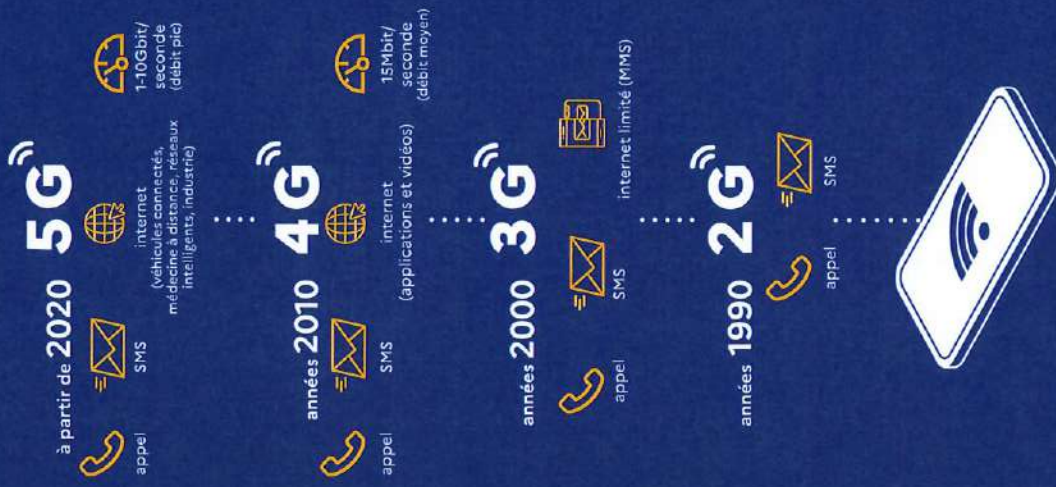 à partir de 2020 5G
appel
SMS
internet
(véhicules connectés,
médecine à distance, réseaux
intelligents, industrie)
1-10Gbit/
seconde
(débit pic)
années 2010 4G
appel
SMS
internet
(applications et vidéos)
15Mbit/
seconde
(débit moyen)
années 2000 3G
appel
SMS
internet limité (MMS)
années 1990 2G
appel
SMS